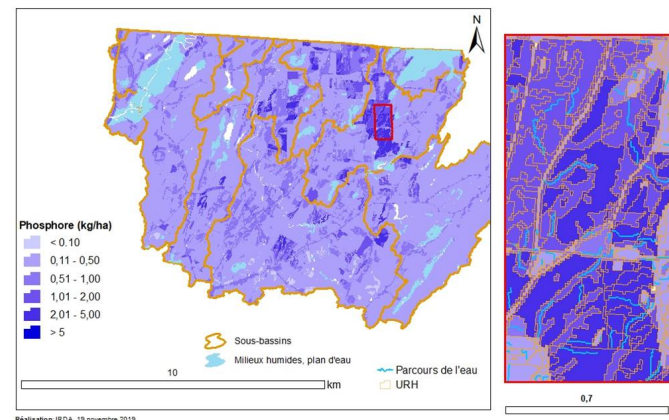 N
Phosphore (kg/ha)
< 0.10
0,11 - 0,50
0,51 - 1,00
1,01 - 2,00
2,01 - 5,00
> 5
Sous-bassins
Milieux humides, plan d'eau
Parcours de l'eau
URH
10
km
0,7
Réalisation: IRDA, 19 novembre 2019